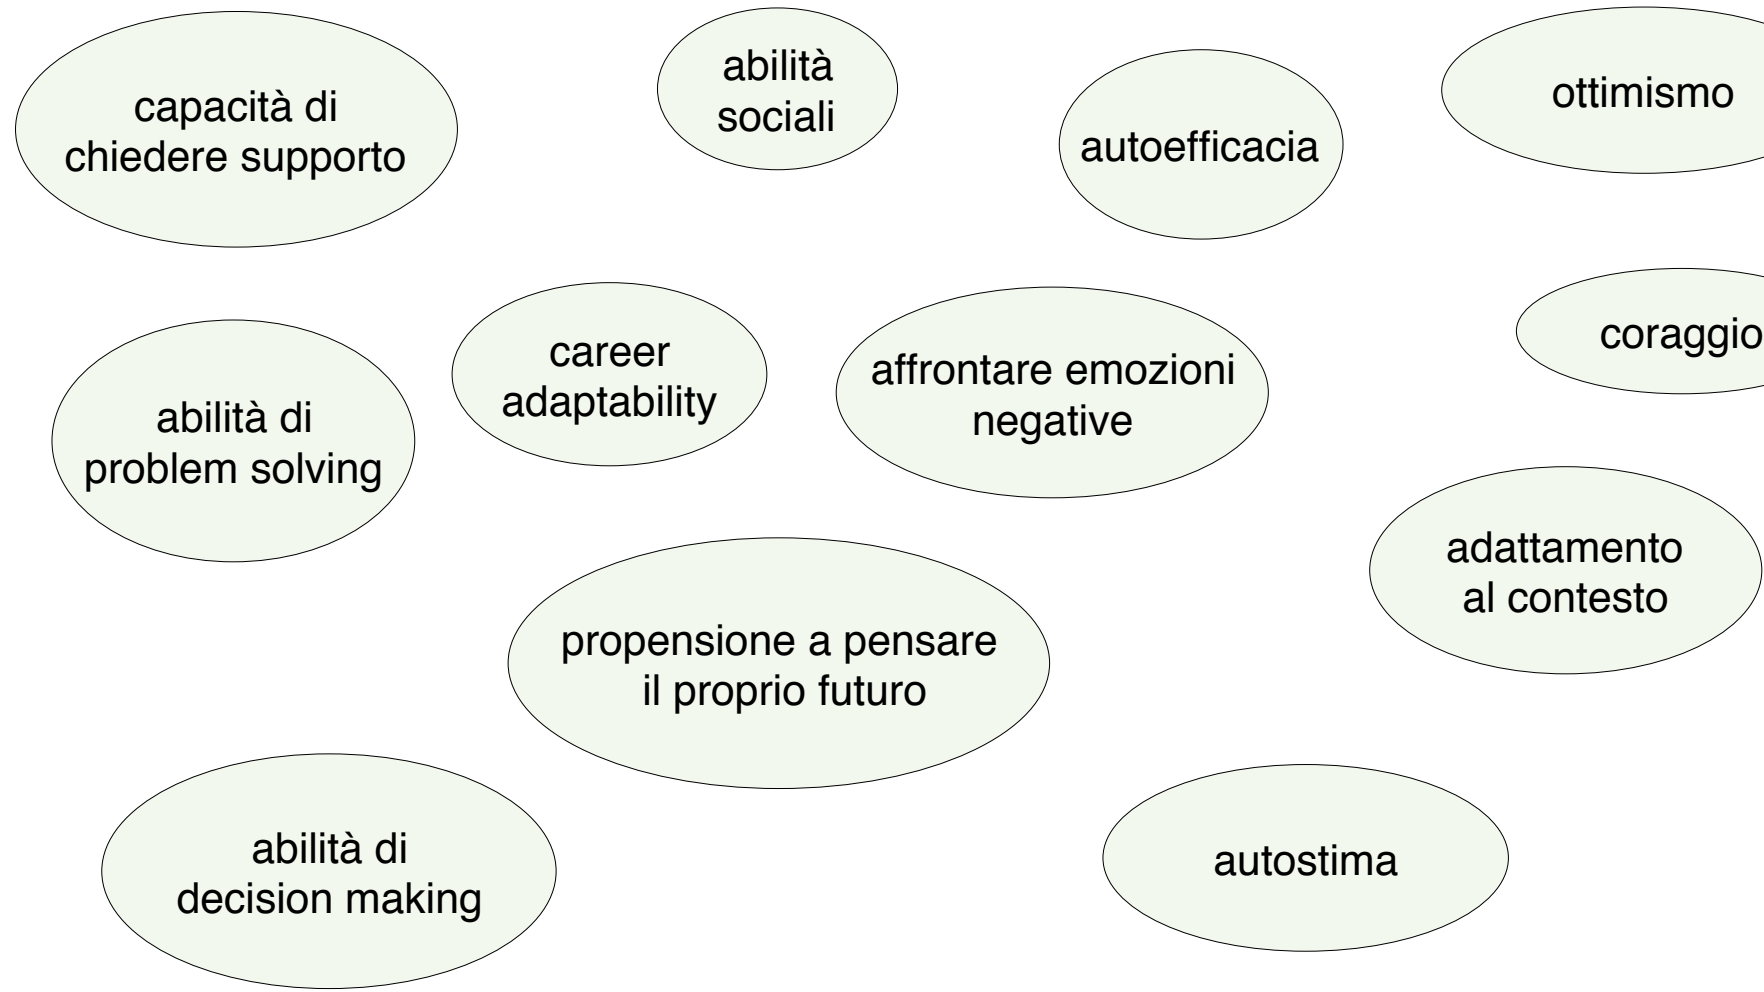 capacità di
chiedere supporto
abilità
sociali
autoefficacia
ottimismo
abilità di
problem solving
career
adaptability
affrontare emozioni
negative
coraggio
adattamento
al contesto
propensione a pensare
il proprio futuro
abilità di
decision making
autostima